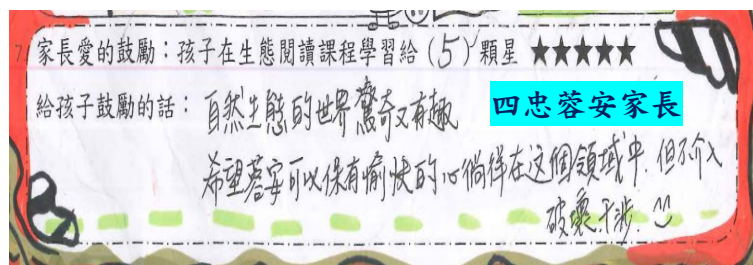 7. 家長愛的鼓勵：孩子在生態閱讀課程學習給(5)顆星 ★★★★★
給孩子鼓勵的話：自然生態的世界驚奇又有趣
四忠蓉安家長
希望蓉安可以保有愉快的心徜徉在这個領域中.但不介入
破壞干涉.